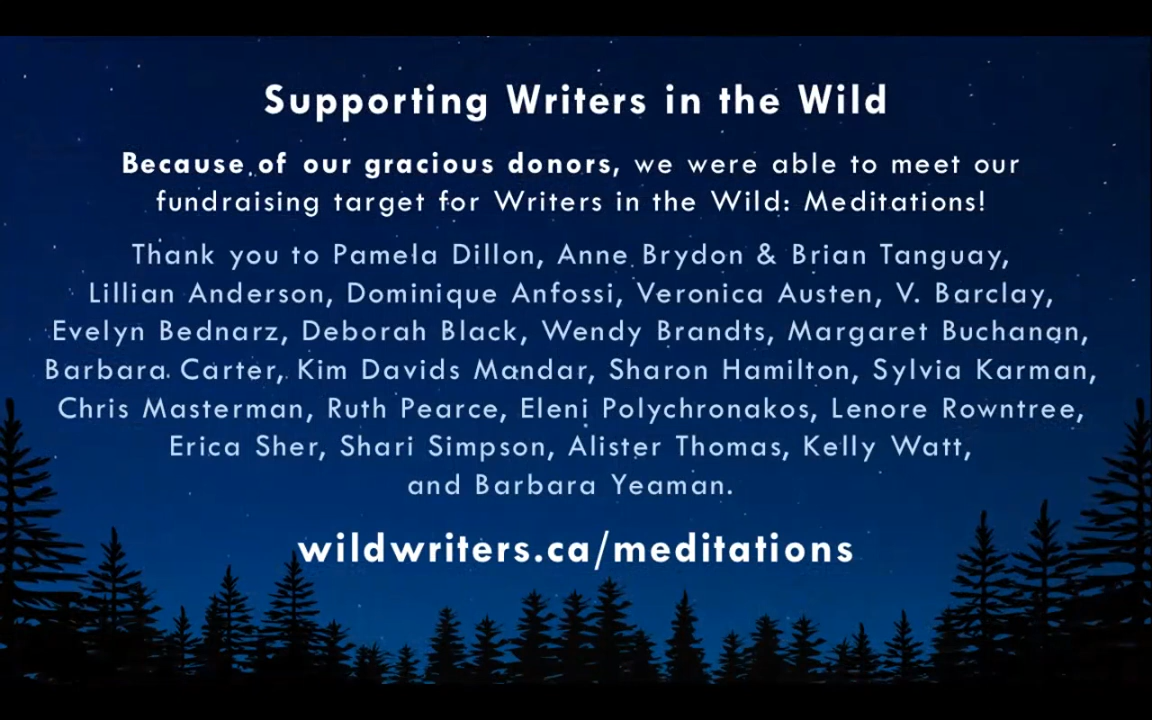 Supporting Writers in the Wild
Because of our gracious donors, we were able to meet our
fundraising target for Writers in the Wild: Meditations!
Thank you to Pamela Dillon, Anne Brydon & Brian Tanguay,
Lillian Anderson, Dominique Anfossi, Veronica Austen, V. Barclay,
Evelyn Bednarz, Deborah Black, Wendy Brandts, Margaret Buchanan,
Barbara Carter, Kim Davids Mandar, Sharon Hamilton, Sylvia Karman,
Chris Masterman, Ruth Pearce, Eleni Polychronakos, Lenore Rowntree,
Erica Sher, Shari Simpson, Alister Thomas, Kelly Watt,
and Barbara Yeaman.
wildwriters.ca/meditations